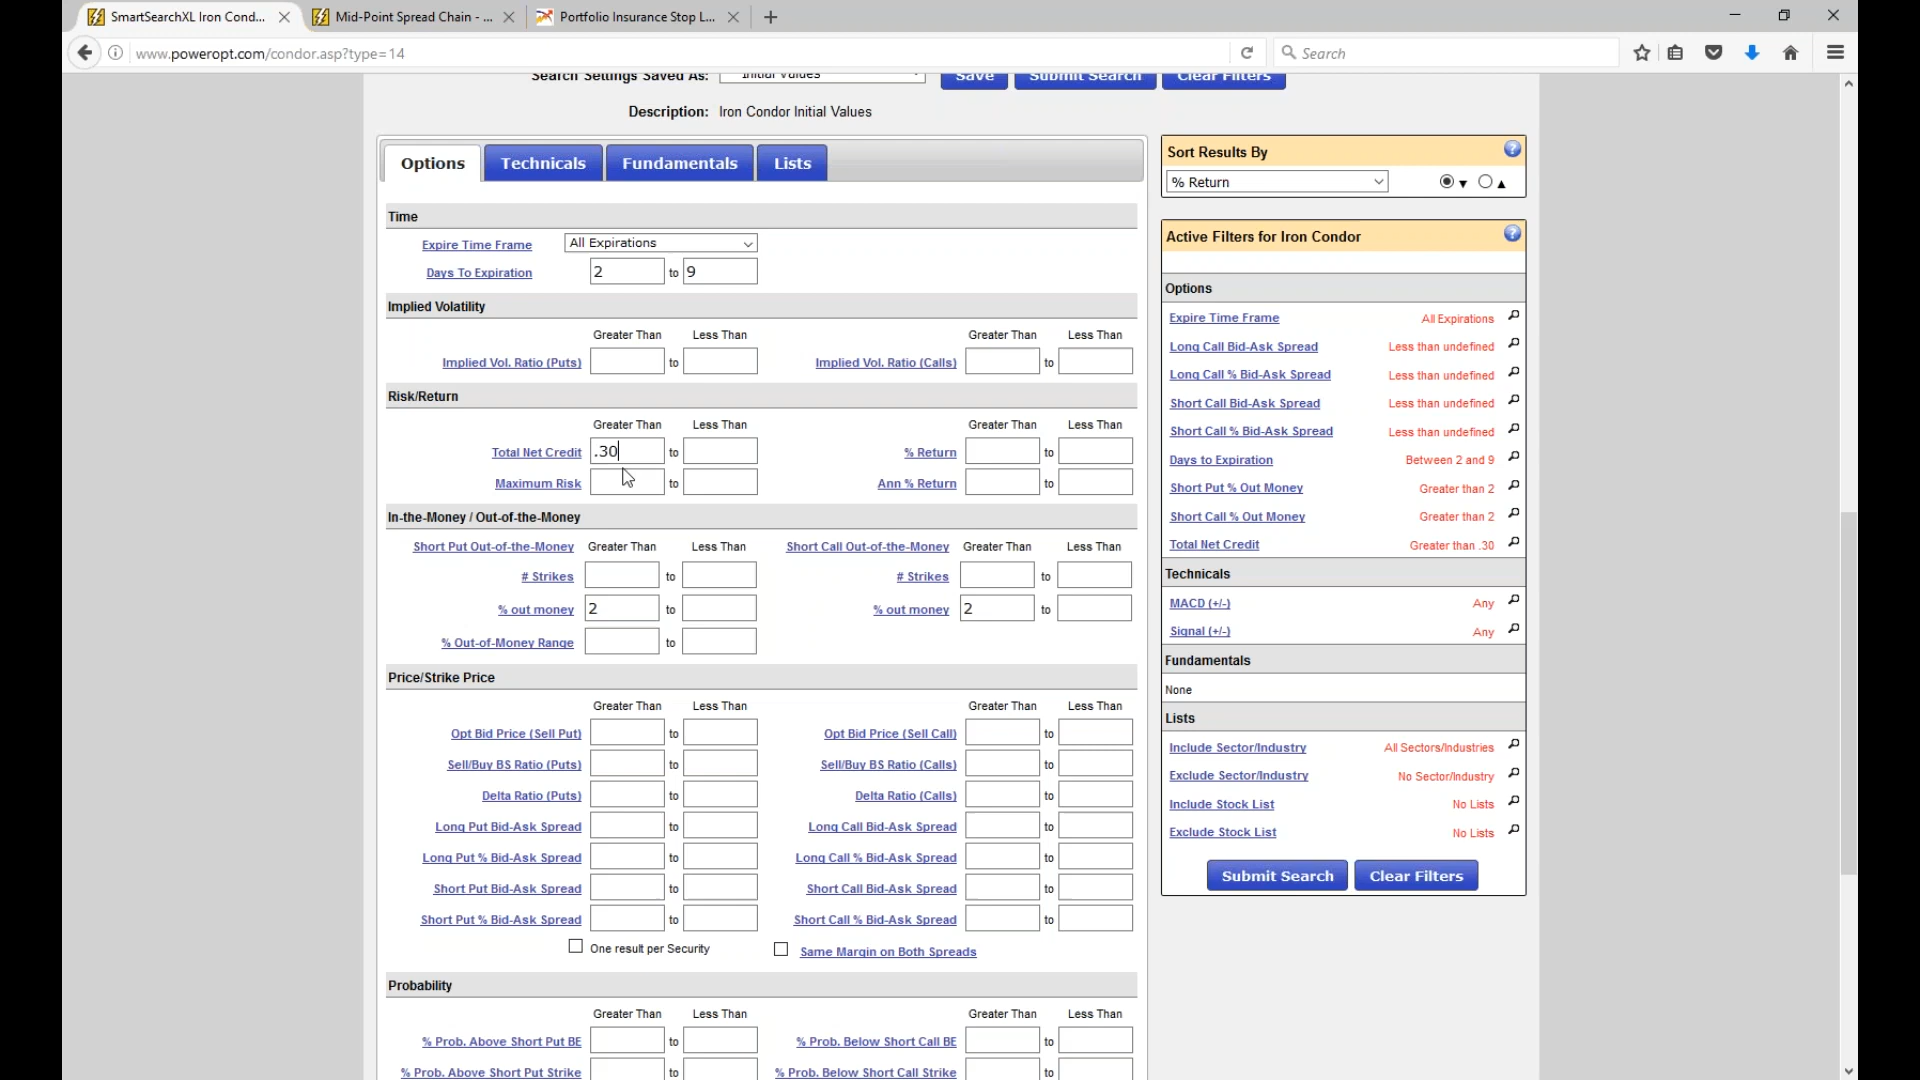 SmartSearchXL Iron Cond... Mid-Point Spread Chain - ... Portfolio Insurance Stop L...
www.poweropt.com/condor.asp?type=14 Search
Search Settings Saved As: Initial Values Save Submit Search Clear Filters
Description: Iron Condor Initial Values
Options Technicals Fundamentals Lists
Time
Expire Time Frame All Expirations
Days To Expiration 2 to 9
Implied Volatility
Greater Than Less Than Greater Than Less Than
Implied Vol. Ratio (Puts) to Implied Vol. Ratio (Calls) to
Risk/Return
Greater Than Less Than Greater Than Less Than
Total Net Credit .30 to % Return to
Maximum Risk to Ann % Return to
In-the-Money / Out-of-the-Money
Short Put Out-of-the-Money Greater Than Less Than Short Call Out-of-the-Money Greater Than Less Than
# Strikes to # Strikes to
% out money 2 to % out money 2 to
% Out-of-Money Range to
Price/Strike Price
Greater Than Less Than Greater Than Less Than
Opt Bid Price (Sell Put) to Opt Bid Price (Sell Call) to
Sell/Buy BS Ratio (Puts) to Sell/Buy BS Ratio (Calls) to
Delta Ratio (Puts) to Delta Ratio (Calls) to
Long Put Bid-Ask Spread to Long Call Bid-Ask Spread to
Long Put % Bid-Ask Spread to Long Call % Bid-Ask Spread to
Short Put Bid-Ask Spread to Short Call Bid-Ask Spread to
Short Put % Bid-Ask Spread to Short Call % Bid-Ask Spread to
One result per Security Same Margin on Both Spreads
Probability
Greater Than Less Than Greater Than Less Than
% Prob. Above Short Put BE to % Prob. Below Short Call BE to
% Prob. Above Short Put Strike to % Prob. Below Short Call Strike to
Sort Results By
% Return
Active Filters for Iron Condor
Options
Expire Time Frame All Expirations
Long Call Bid-Ask Spread Less than undefined
Long Call % Bid-Ask Spread Less than undefined
Short Call Bid-Ask Spread Less than undefined
Short Call % Bid-Ask Spread Less than undefined
Days to Expiration Between 2 and 9
Short Put % Out Money Greater than 2
Short Call % Out Money Greater than 2
Total Net Credit Greater than .30
Technicals
MACD (+/-) Any
Signal (+/-) Any
Fundamentals
None
Lists
Include Sector/Industry All Sectors/Industries
Exclude Sector/Industry No Sector/Industry
Include Stock List No Lists
Exclude Stock List No Lists
Submit Search Clear Filters